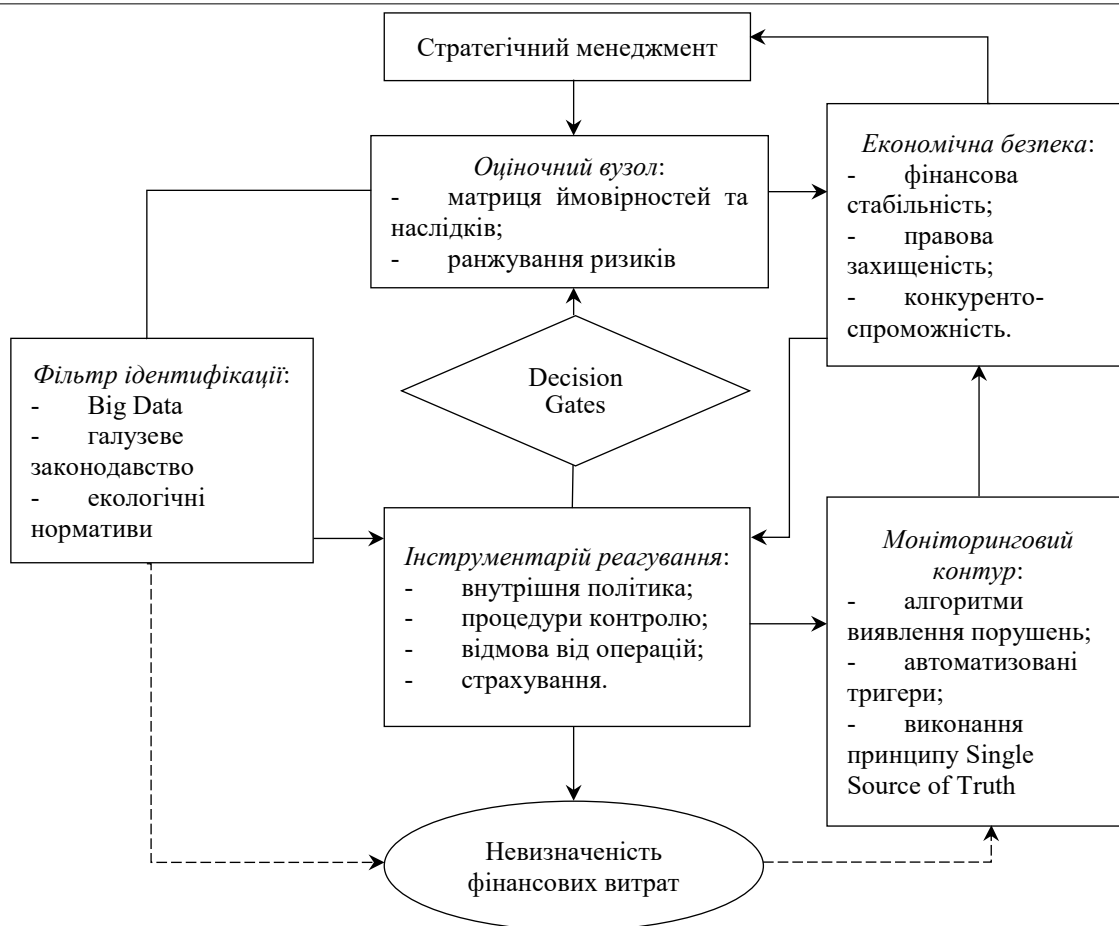 Стратегічний менеджмент
Оціночний вузол:
- матриця ймовірностей та
наслідків;
- ранжування ризиків
Економічна безпека:
- фінансова
стабільність;
- правова
захищеність;
- конкуренто-
спроможність.
Фільтр ідентифікації:
- Big Data
- галузеве
законодавство
- екологічні
нормативи
Decision
Gates
Інструментарій реагування:
- внутрішня політика;
- процедури контролю;
- відмова від операцій;
- страхування.
Моніторинговий
контур:
- алгоритми
виявлення порушень;
- автоматизовані
тригери;
- виконання
принципу Single
Source of Truth
Невизначеність
фінансових витрат